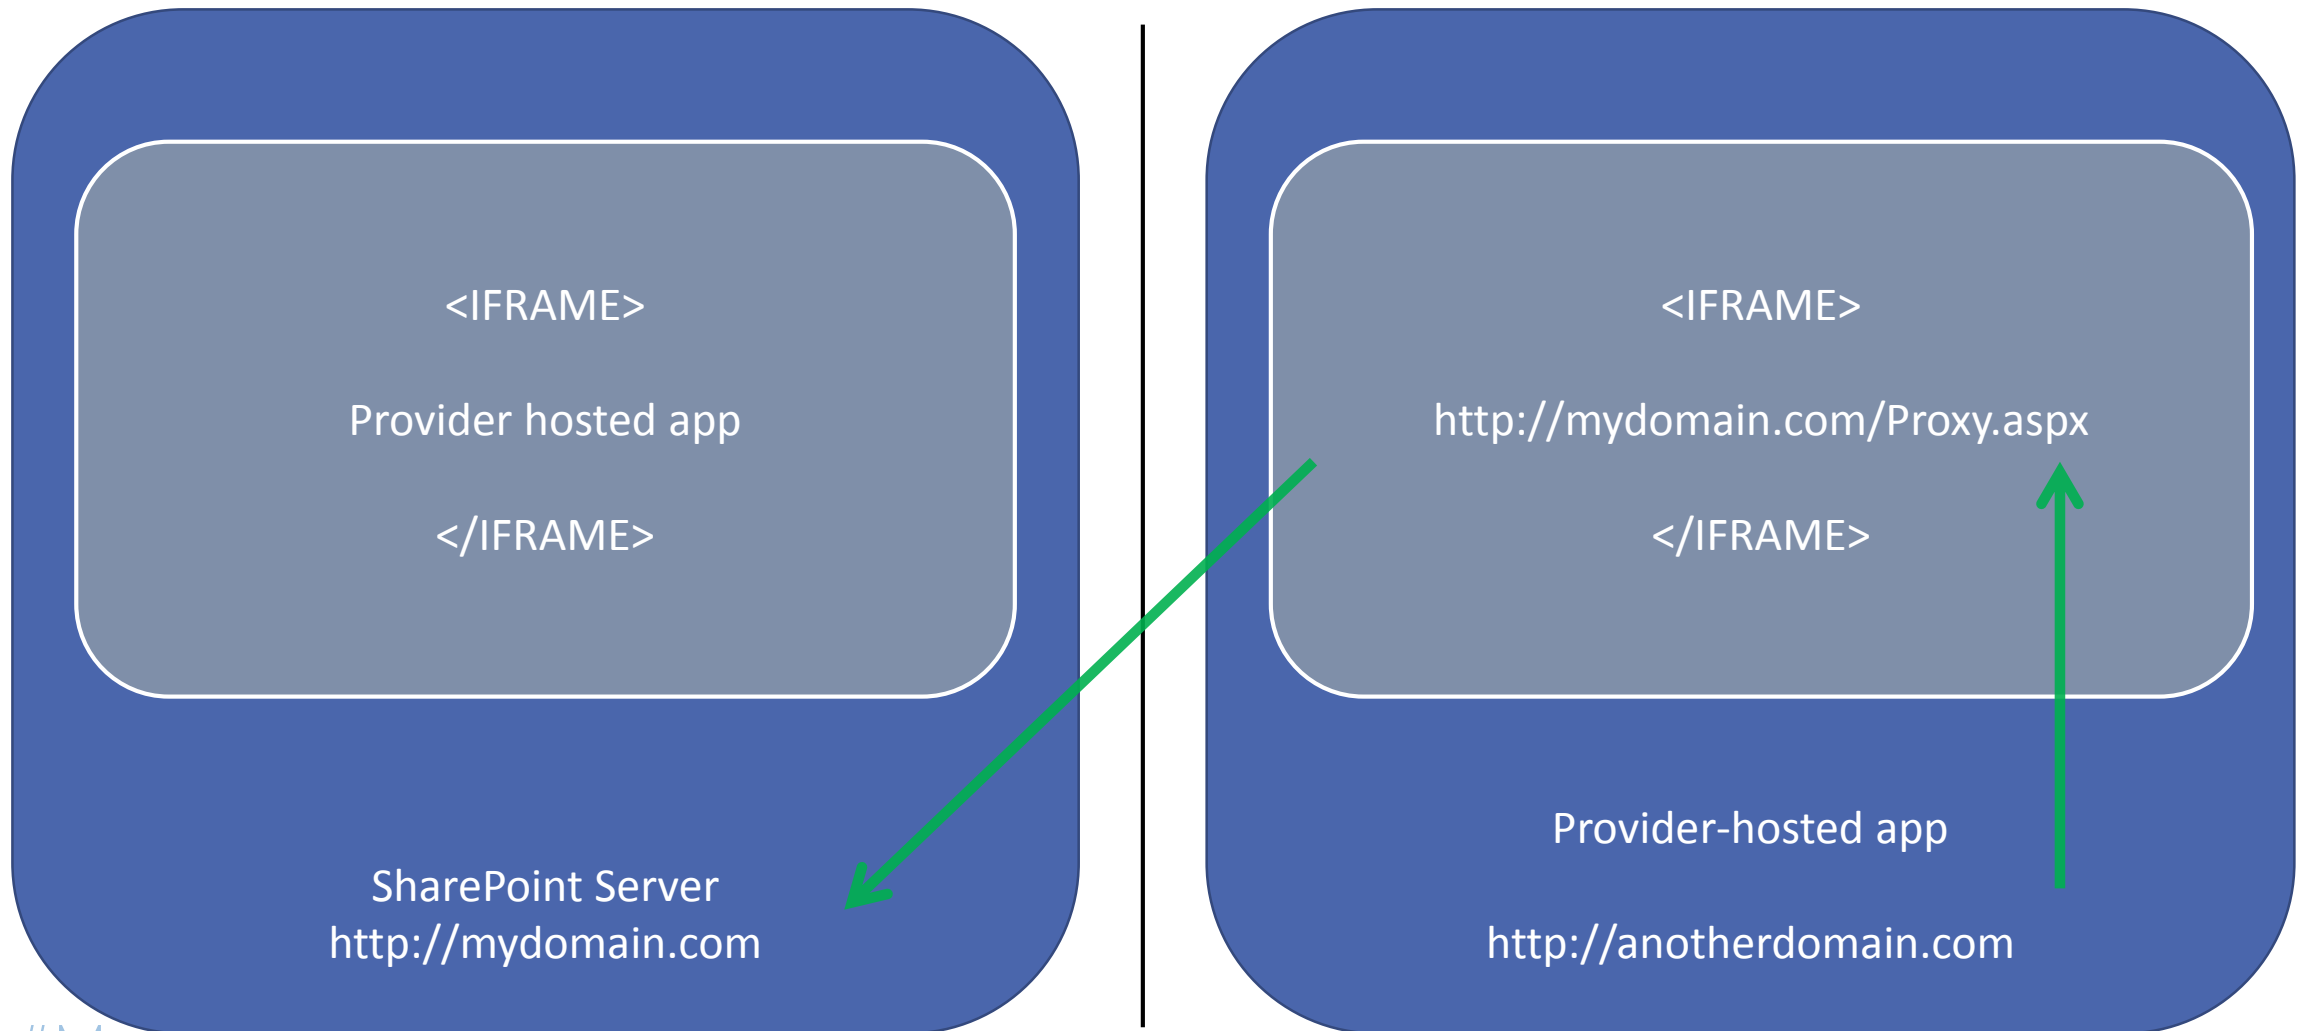 <IFRAME>
Provider hosted app
</IFRAME>
SharePoint Server
http://mydomain.com
<IFRAME>
http://mydomain.com/Proxy.aspx
</IFRAME>
Provider-hosted app
http://anotherdomain.com